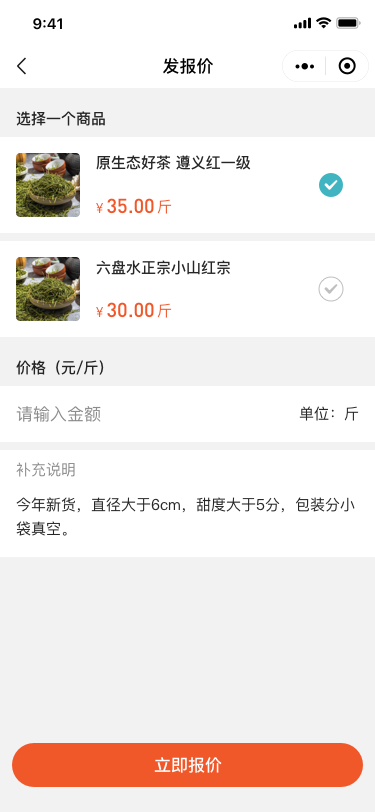 9:41
发报价
选择一个商品
原生态好茶 遵义红一级
¥ 35.00 斤
六盘水正宗小山红宗
¥ 30.00 斤
价格（元/斤）
请输入金额 单位：斤
补充说明
今年新货，直径大于6cm，甜度大于5分，包装分小
袋真空。
立即报价